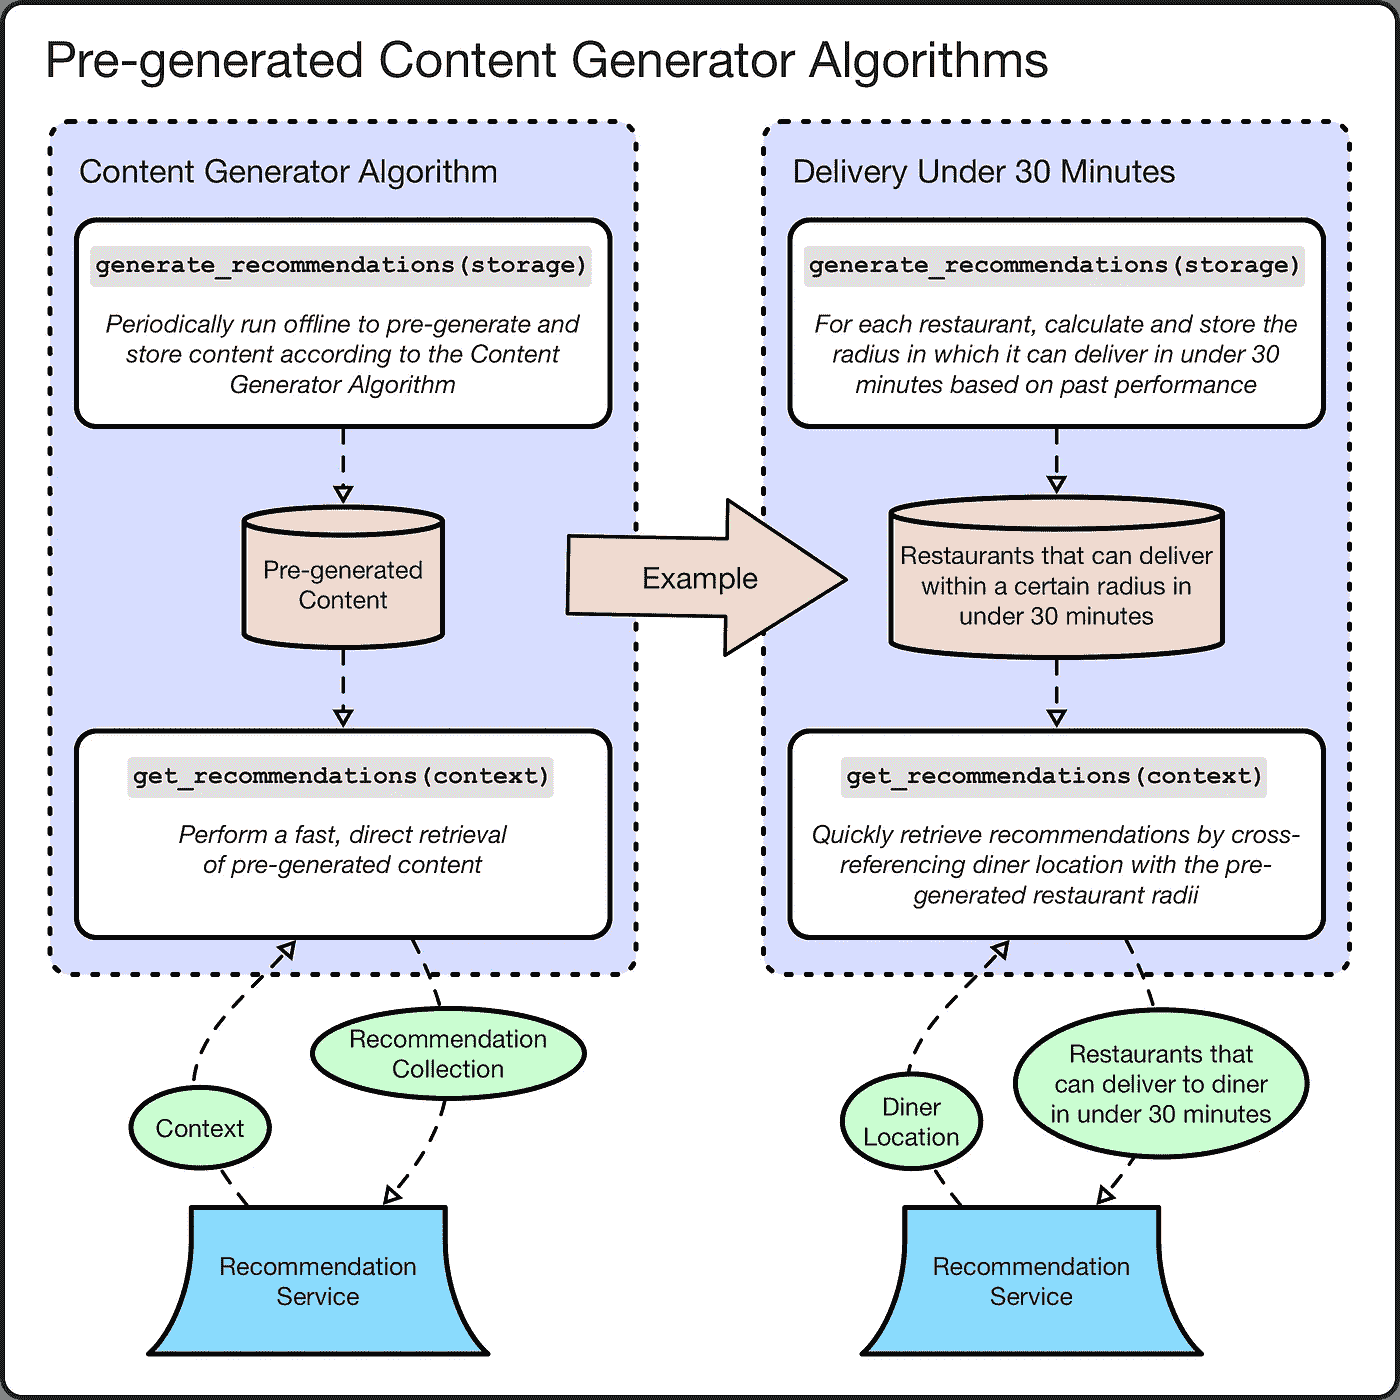 Pre-generated Content Generator Algorithms
Content Generator Algorithm
generate_recommendations(storage)
Periodically run offline to pre-generate and
store content according to the Content
Generator Algorithm
Pre-generated
Content
get_recommendations(context)
Perform a fast, direct retrieval
of pre-generated content
Recommendation
Collection
Context
Recommendation
Service
Example
Delivery Under 30 Minutes
generate_recommendations(storage)
For each restaurant, calculate and store the
radius in which it can deliver in under 30
minutes based on past performance
Restaurants that can deliver
within a certain radius in
under 30 minutes
get_recommendations(context)
Quickly retrieve recommendations by cross-
referencing diner location with the pre-
generated restaurant radii
Diner
Location
Restaurants that
can deliver to diner
in under 30 minutes
Recommendation
Service